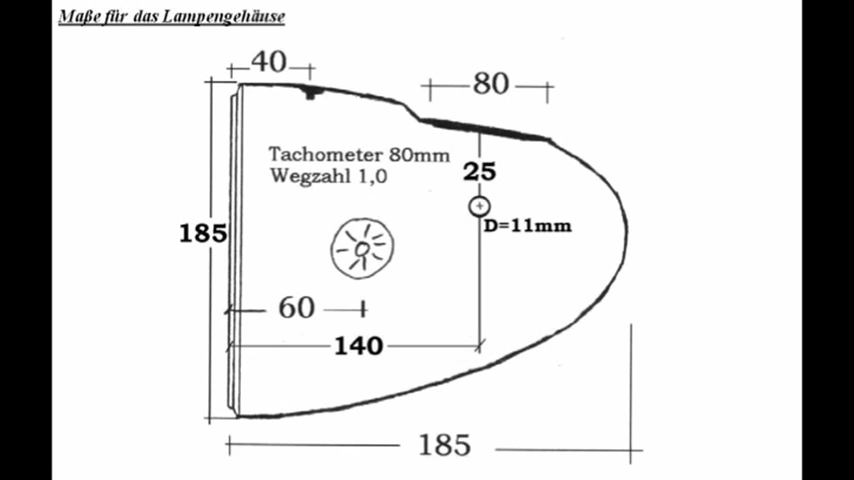 Maße für das Lampengehäuse
40
80
Tachometer 80mm
Wegzahl 1,0
25
D=11mm
185
60
140
185